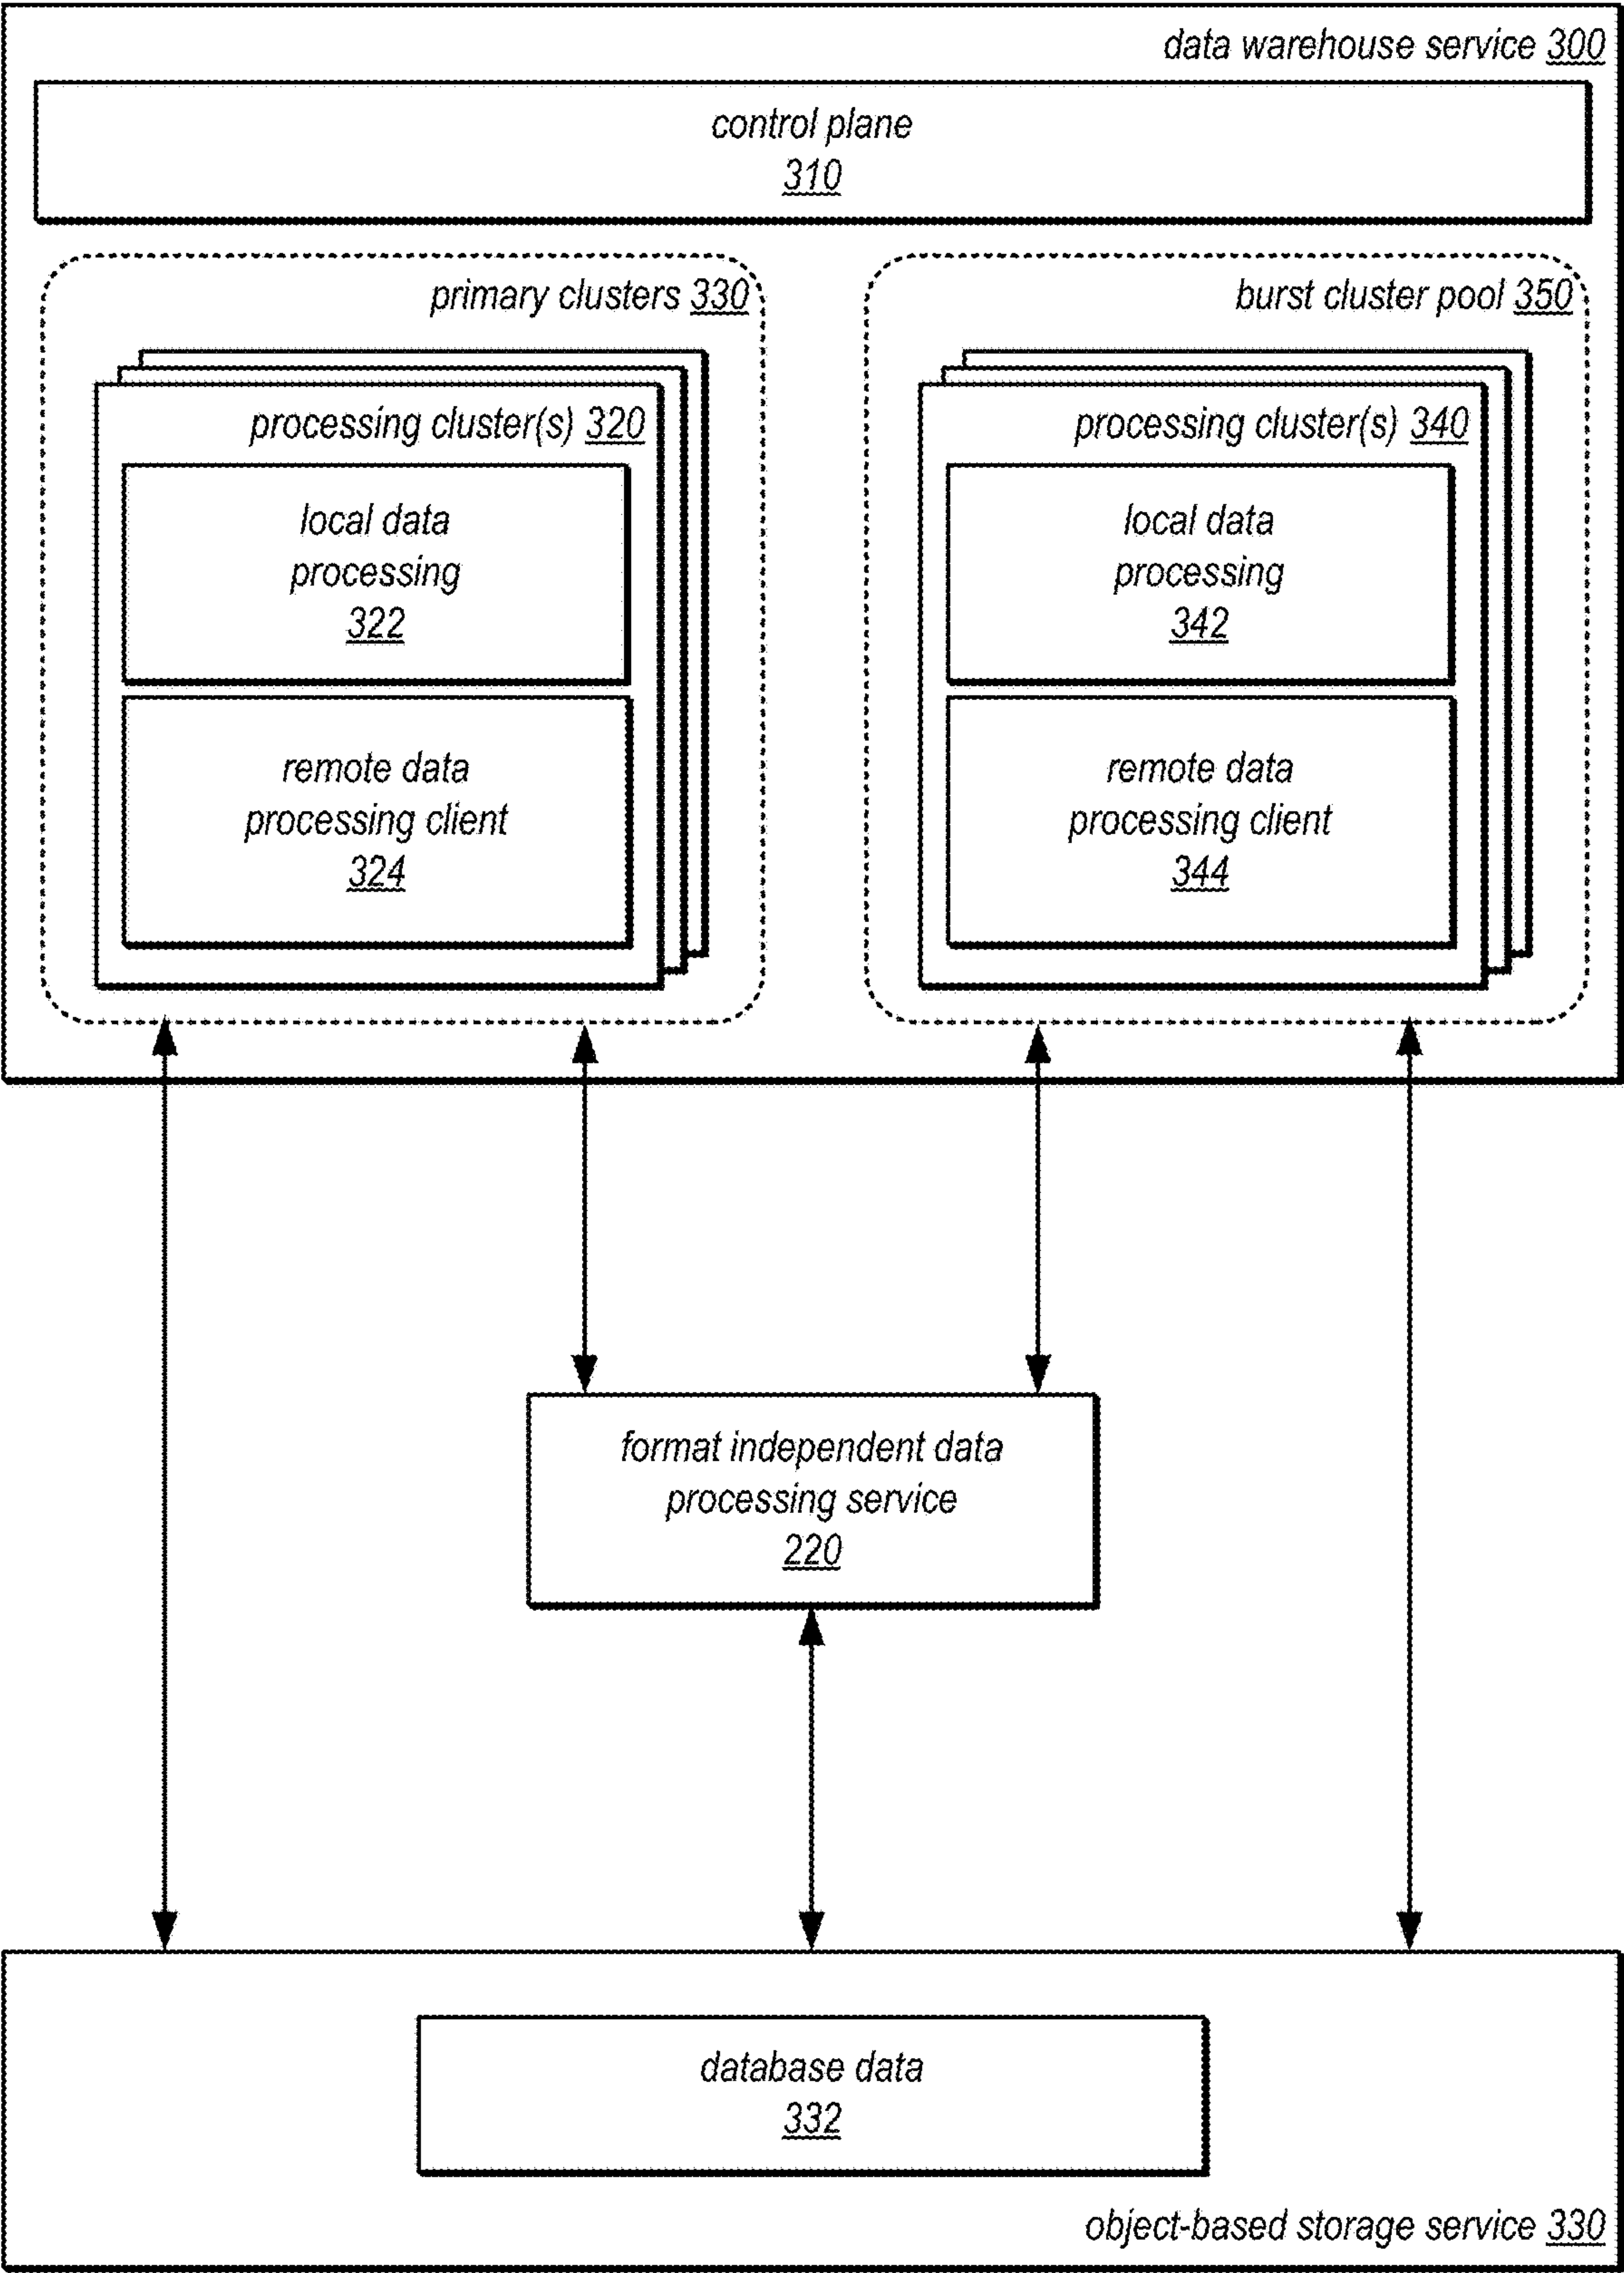 data warehouse service 300
control plane
310
primary clusters 330
processing cluster(s) 320
local data
processing
322
remote data
processing client
324
burst cluster pool 350
processing cluster(s) 340
local data
processing
342
remote data
processing client
344
format independent data
processing service
220
database data
332
object-based storage service 330